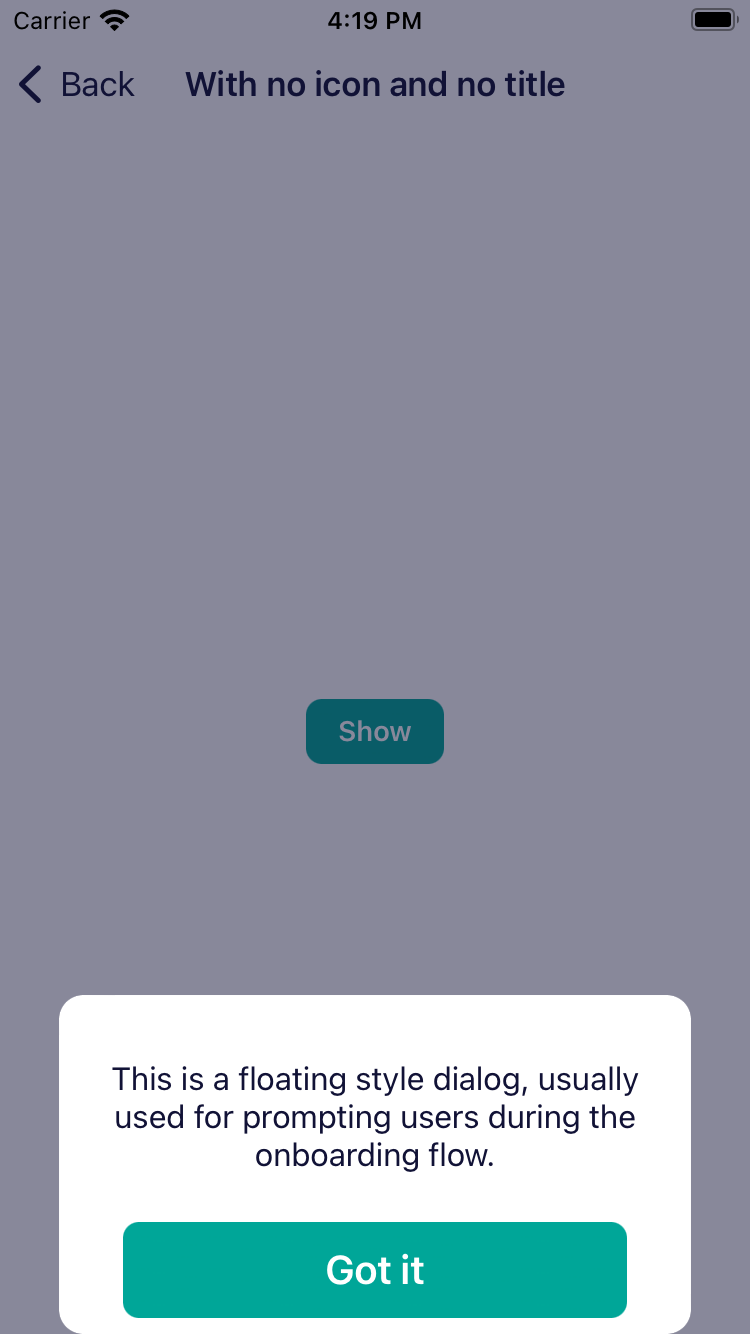 Carrier 4:19 PM
Back With no icon and no title
Show
This is a floating style dialog, usually
used for prompting users during the
onboarding flow.
Got it